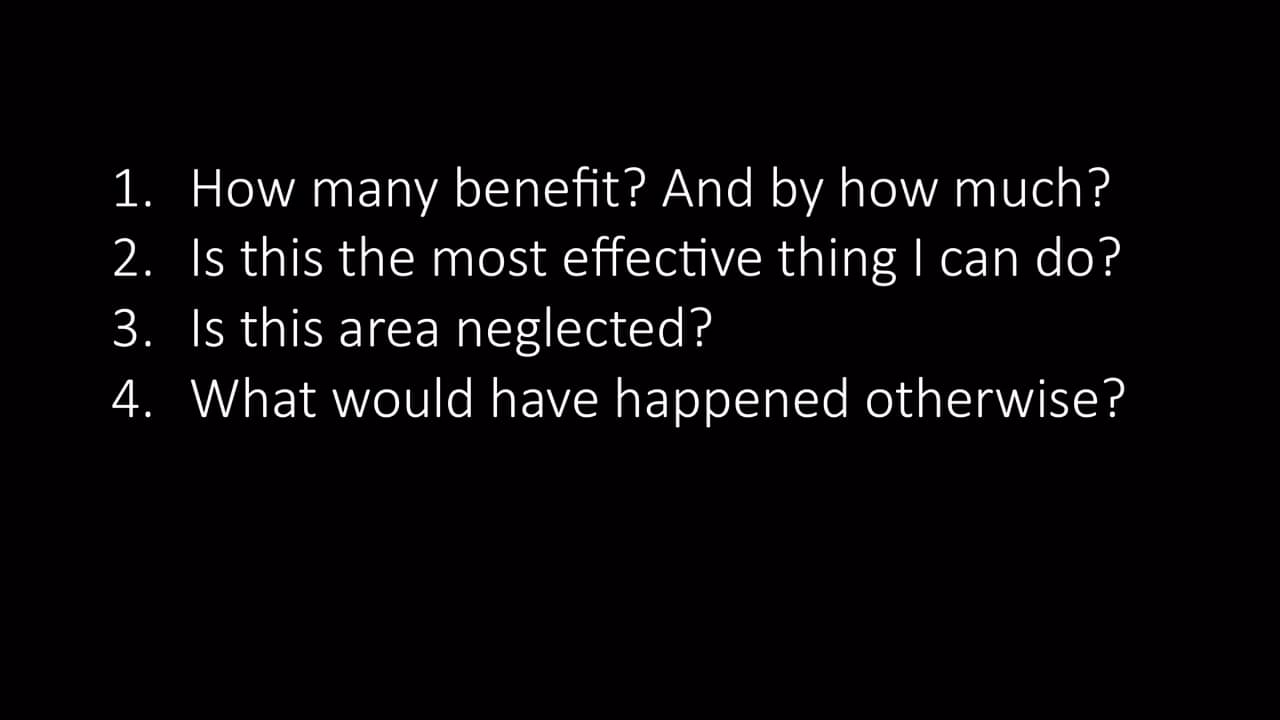 1. How many benefit? And by how much?
2. Is this the most effective thing I can do?
3. Is this area neglected?
4. What would have happened otherwise?